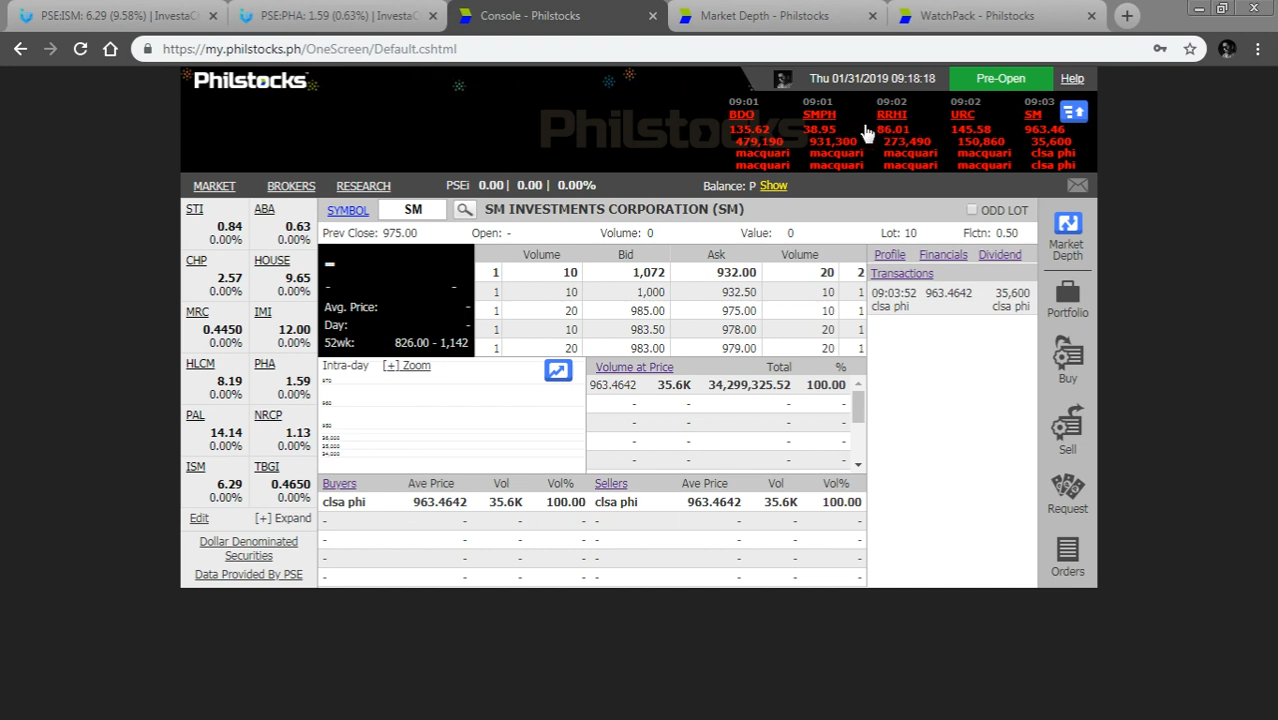 PSE:ISM: 6.29 (9.58%) | InvestaC
PSE:PHA: 1.59 (0.63%) | Investa
Console - Philstocks
Market Depth - Philstocks
WatchPack - Philstocks
https://my.philstocks.ph/OneScreen/Default.cshtml
Philstocks
Thu 01/31/2019 09:18:18
Pre-Open
Help
Philstocks
09:01 09:01 09:02 09:02 09:03
BDO SMPH RRHI URC SM
135.62 38.95 86.01 145.58 963.46
479,190 931,300 273,490 150,860 35,600
macquari macquari macquari macquari clsa phi
macquari macquari macquari macquari clsa phi
MARKET BROKERS RESEARCH PSEi 0.00 | 0.00 | 0.00% Balance: P Show
STI ABA
0.84 0.63
0.00% 0.00%
CHP HOUSE
2.57 9.65
0.00% 0.00%
MRC IMI
0.4450 12.00
0.00% 0.00%
HLCM PHA
8.19 1.59
0.00% 0.00%
PAL NRCP
14.14 1.13
0.00% 0.00%
ISM TBGI
6.29 0.4650
0.00% 0.00%
Edit [+] Expand
Dollar Denominated
Securities
Data Provided By PSE
SYMBOL SM SM INVESTMENTS CORPORATION (SM) ODD LOT
Prev Close: 975.00 Open: - Volume: 0 Value: 0 Lot: 10 Flctn: 0.50
-
- -
Avg. Price: -
Day: -
52wk: 826.00 - 1,142
Volume Bid Ask Volume
1 10 1,072 932.00 20 2
1 10 1,000 932.50 10 1
1 20 985.00 975.00 10 1
1 10 983.50 978.00 20 1
1 20 983.00 979.00 20 1
Profile Financials Dividend
Transactions
09:03:52 963.4642 35,600
clsa phi clsa phi
Intra-day [+] Zoom
970
960
950
36,000
35,000
34,000
Volume at Price Total %
963.4642 35.6K 34,299,325.52 100.00
- - - -
- - - -
- - - -
- - - -
Buyers Ave Price Vol Vol% Sellers Ave Price Vol Vol%
clsa phi 963.4642 35.6K 100.00 clsa phi 963.4642 35.6K 100.00
- - - - - - - -
- - - - - - - -
- - - - - - - -
- - - - - - - -
Market
Depth
Portfolio
Buy
Sell
Request
Orders